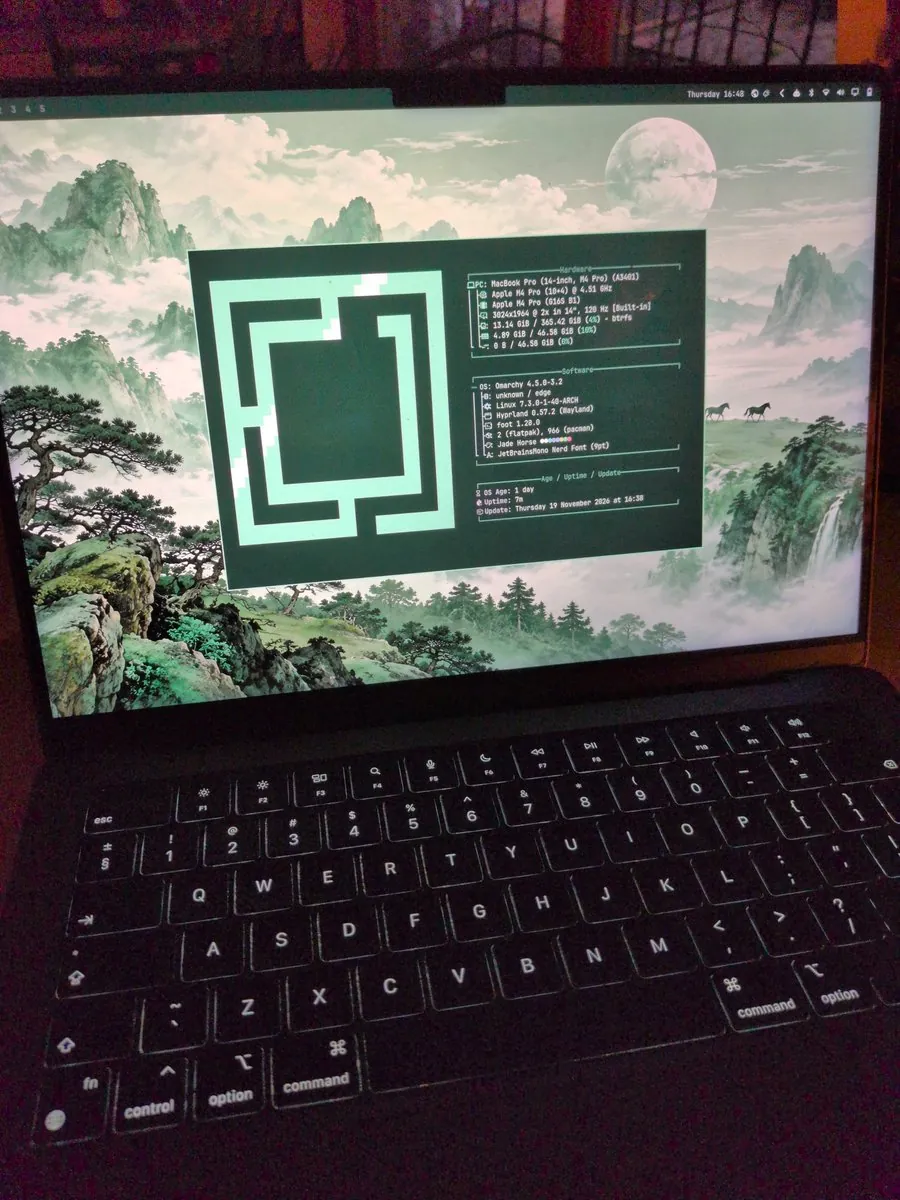 3 4 5
Thursday 16:48
Hardware
PC: MacBook Pro (14-inch, M4 Pro) (A3401)
Apple M4 Pro (10+4) @ 4.51 GHz
Apple M4 Pro (G16S B1)
3024x1964 @ 2x in 14", 120 Hz [Built-in]
13.14 GiB / 365.42 GiB (4%) - btrfs
4.89 GiB / 46.58 GiB (10%)
0 B / 46.58 GiB (0%)
Software
OS: Omarchy 4.5.0-3.2
unknown / edge
Linux 7.3.0-1-40-ARCH
Hyprland 0.57.2 (Wayland)
foot 1.28.0
2 (flatpak), 966 (pacman)
Jade Horse
JetBrainsMono Nerd Font (9pt)
Age / Uptime / Update
OS Age: 1 day
Uptime: 7m
Update: Thursday 19 November 2026 at 16:38
esc F1 F2 F3 F4 F5 F6 F7 F8 F9 F10 F11 F12
± ! @ # $ % ^ & * ( ) _ +
§ 1 2 3 4 5 6 7 8 9 0 - =
Q W E R T Y U I O P { }
[ ]
A S D F G H J K L : "
; '
~ Z X C V B N M < > ?
` , . /
fn control option command command option